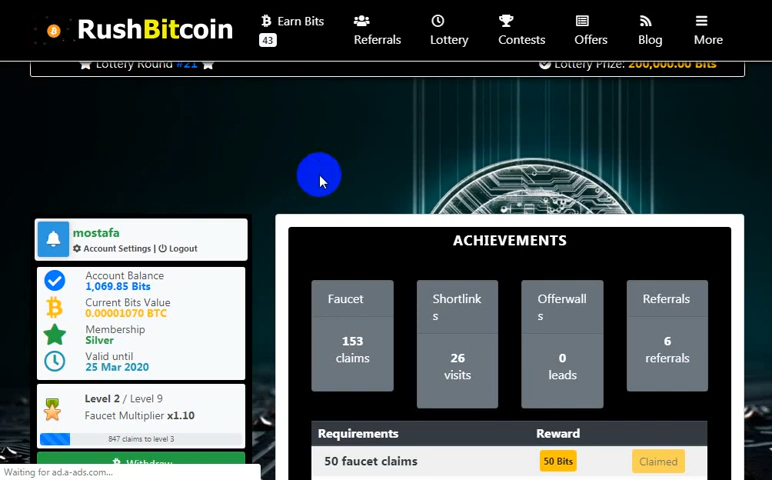 RushBitcoin
Earn Bits
43
Referrals
Lottery
Contests
Offers
Blog
More
Lottery Round #21
Lottery Prize: 200,000.00 Bits
mostafa
Account Settings | Logout
Account Balance
1,069.85 Bits
Current Bits Value
0.00001070 BTC
Membership
Silver
Valid until
25 Mar 2020
Level 2 / Level 9
Faucet Multiplier x1.10
847 claims to level 3
Withdraw
ACHIEVEMENTS
Faucet
153
claims
Shortlink
s
26
visits
Offerwall
s
0
leads
Referrals
6
referrals
Requirements
Reward
50 faucet claims
50 Bits
Claimed
Waiting for ad.a-ads.com...